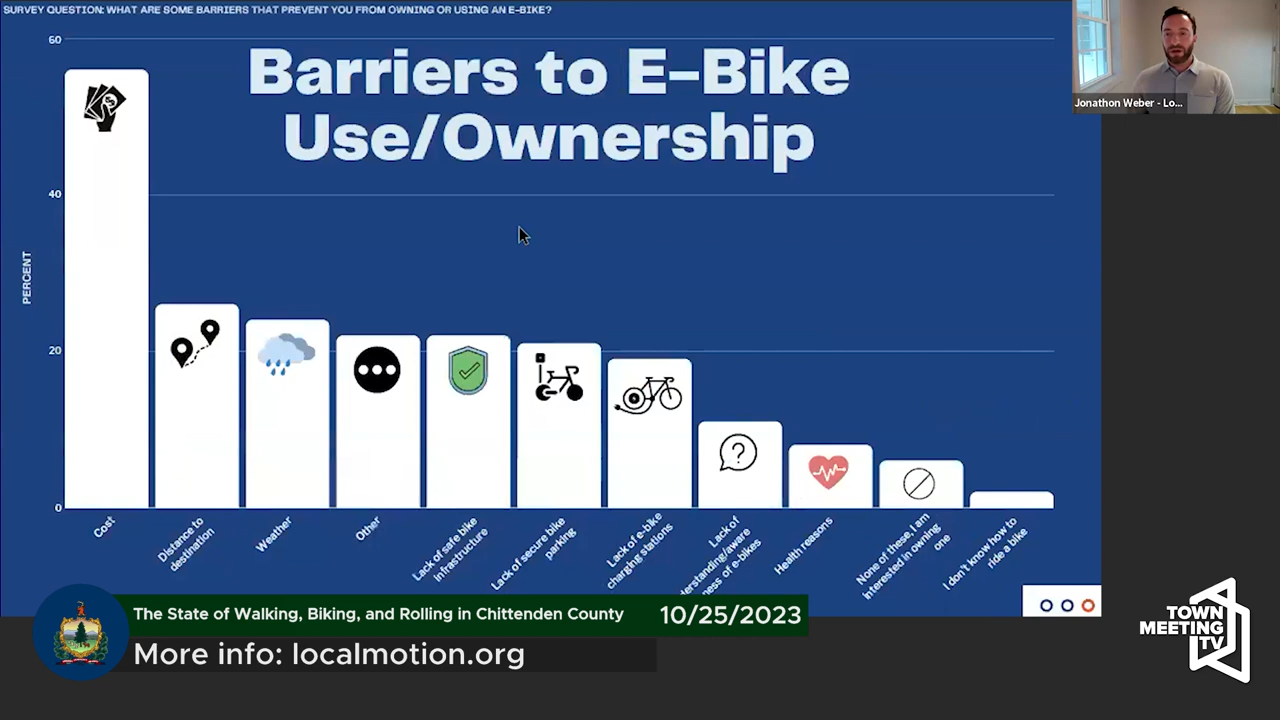 SURVEY QUESTION: WHAT ARE SOME BARRIERS THAT PREVENT YOU FROM OWNING OR USING AN E-BIKE?
Barriers to E-Bike
Use/Ownership
Jonathon Weber - Lo...
60
40
20
0
PERCENT
Cost
Distance to
destination
Weather
Other
Lack of safe bike
infrastructure
Lack of secure bike
parking
Lack of e-bike
charging stations
Lack of
derstanding/aware
ness of e-bikes
Health reasons
None of these, I am
interested in owning
one
I don't know how to
ride a bike
The State of Walking, Biking, and Rolling in Chittenden County
10/25/2023
More info: localmotion.org
TOWN
MEETING
TV